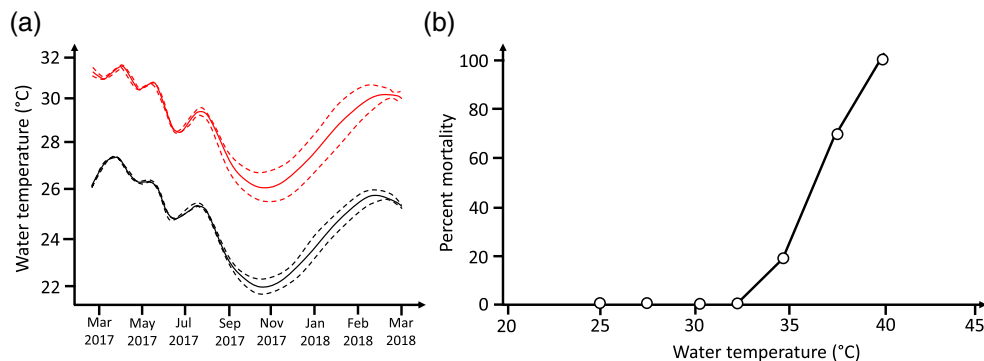 (a)
Water temperature (°C)
32
30
28
26
24
22
Mar May Jul Sep Nov Jan Feb Mar
2017 2017 2017 2017 2017 2018 2018 2018
(b)
Percent mortality
100
80
60
40
20
0
20 25 30 35 40 45
Water temperature (°C)